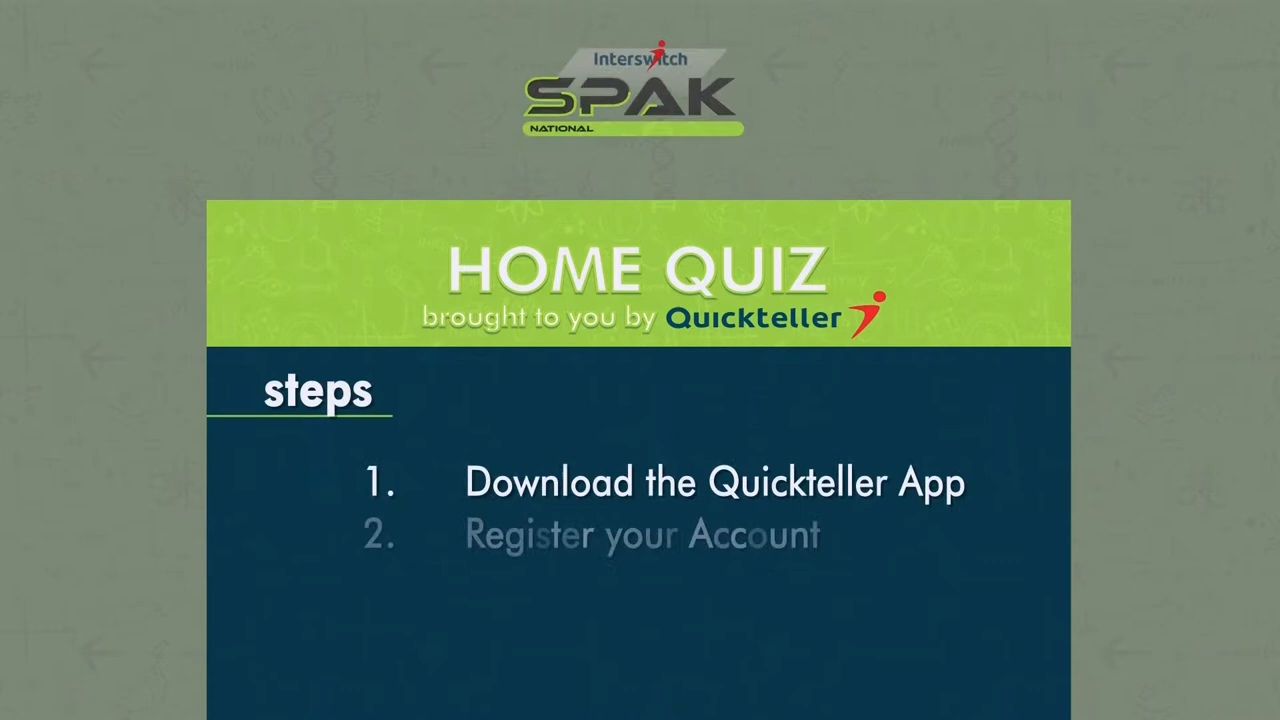 Interswitch
SPAK
NATIONAL
HOME QUIZ
brought to you by Quickteller
steps
1. Download the Quickteller App
2. Register your Account